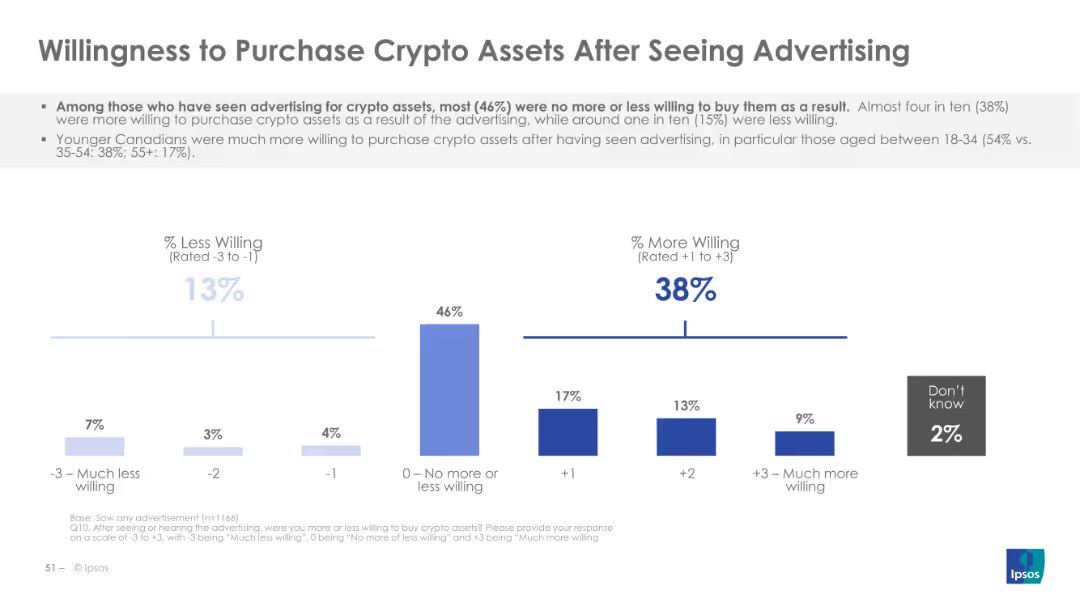 Willingness to Purchase Crypto Assets After Seeing Advertising
▪ Among those who have seen advertising for crypto assets, most (46%) were no more or less willing to buy them as a result. Almost four in ten (38%)
were more willing to purchase crypto assets as a result of the advertising, while around one in ten (15%) were less willing.
▪ Younger Canadians were much more willing to purchase crypto assets after having seen advertising, in particular those aged between 18-34 (54% vs.
35-54: 38%; 55+: 17%).
% Less Willing
(Rated -3 to -1)
13%
% More Willing
(Rated +1 to +3)
38%
7%
3%
4%
46%
17%
13%
9%
Don't
know
2%
-3 – Much less
willing
-2
-1
0 – No more or
less willing
+1
+2
+3 – Much more
willing
Base: Saw any advertisement (n=1166)
Q10. After seeing or hearing the advertising, were you more or less willing to buy crypto assets? Please provide your response
on a scale of -3 to +3, with -3 being "Much less willing", 0 being "No more of less willing" and +3 being "Much more willing
51 – © Ipsos
Ipsos